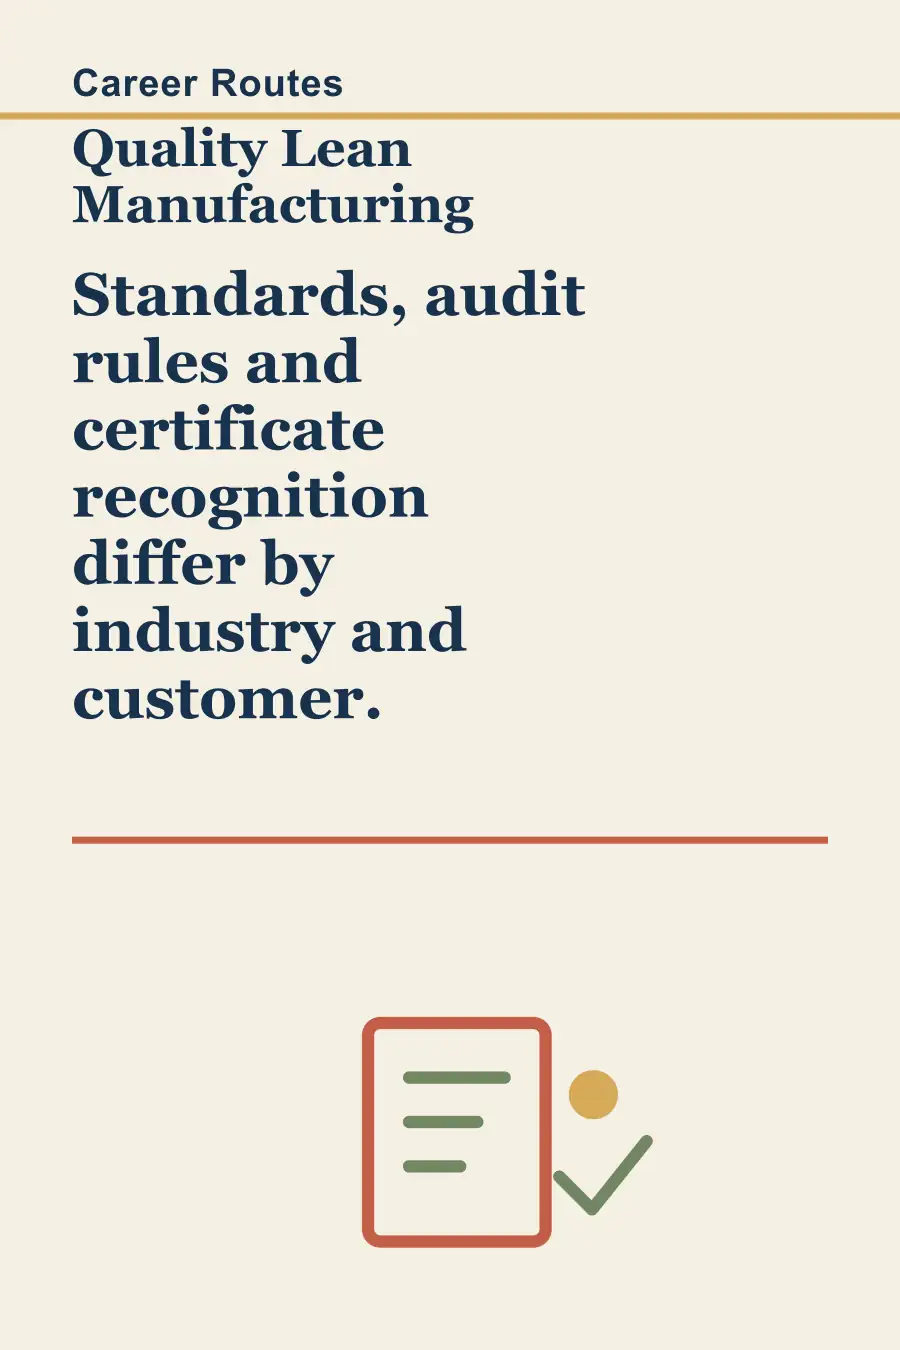 Career Routes
Quality Lean
Manufacturing
Standards, audit
rules and
certificate
recognition
differ by
industry and
customer.